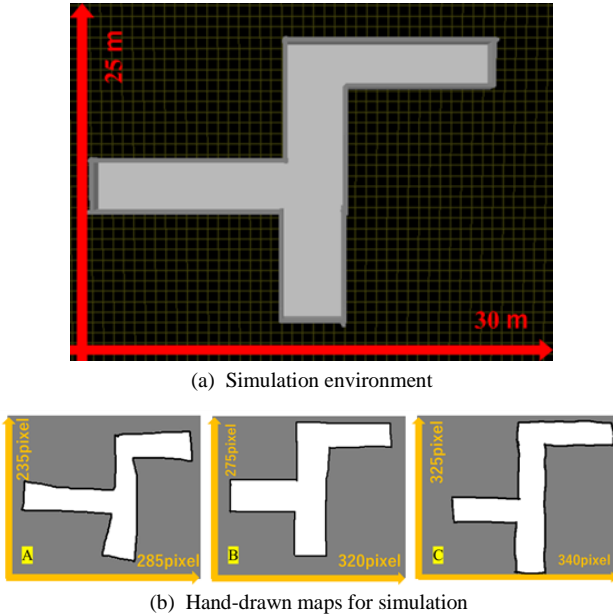 25 m
30 m
(a) Simulation environment
235pixel
A
285pixel
275pixel
B
320pixel
325pixel
C
340pixel
(b) Hand-drawn maps for simulation